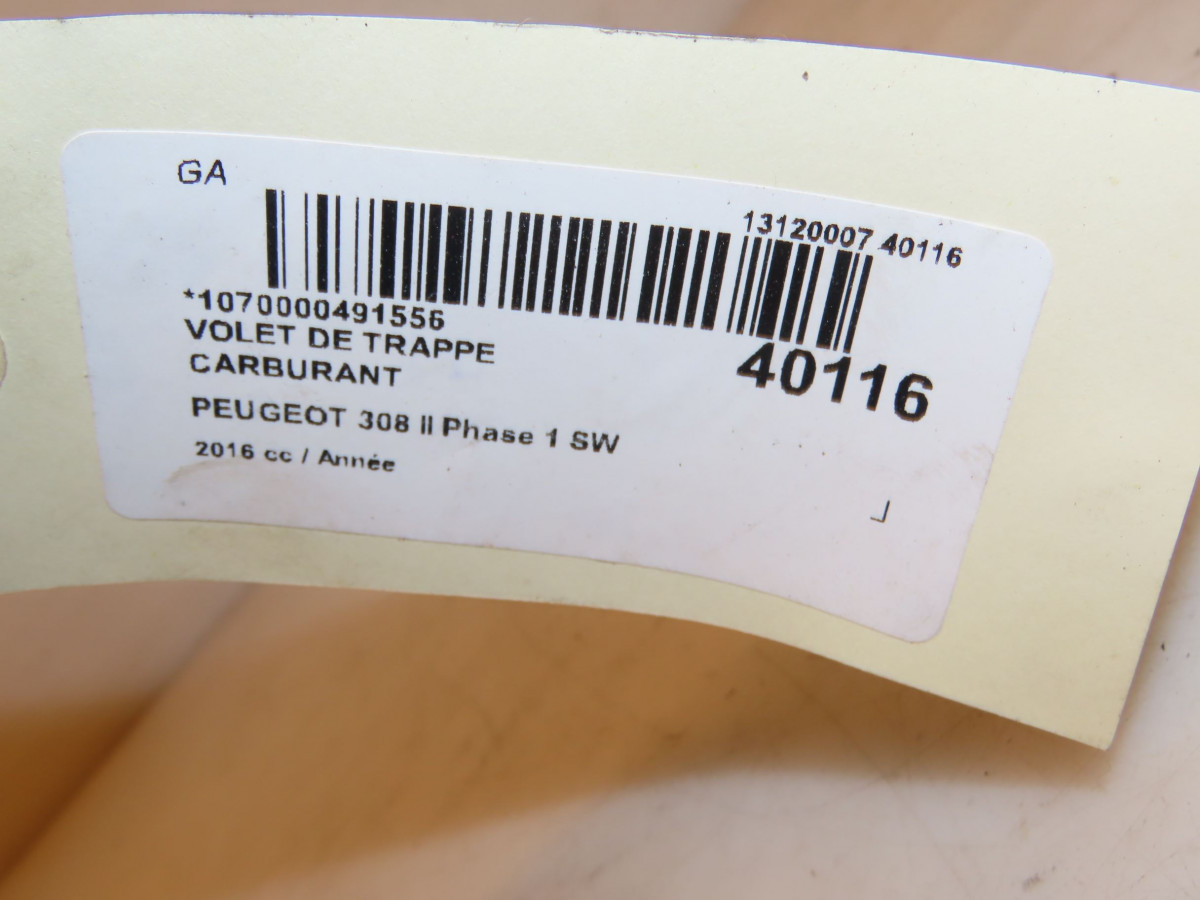 GA
13120007 40116
*1070000491556
VOLET DE TRAPPE
CARBURANT
40116
PEUGEOT 308 II Phase 1 SW
2016 cc / Année